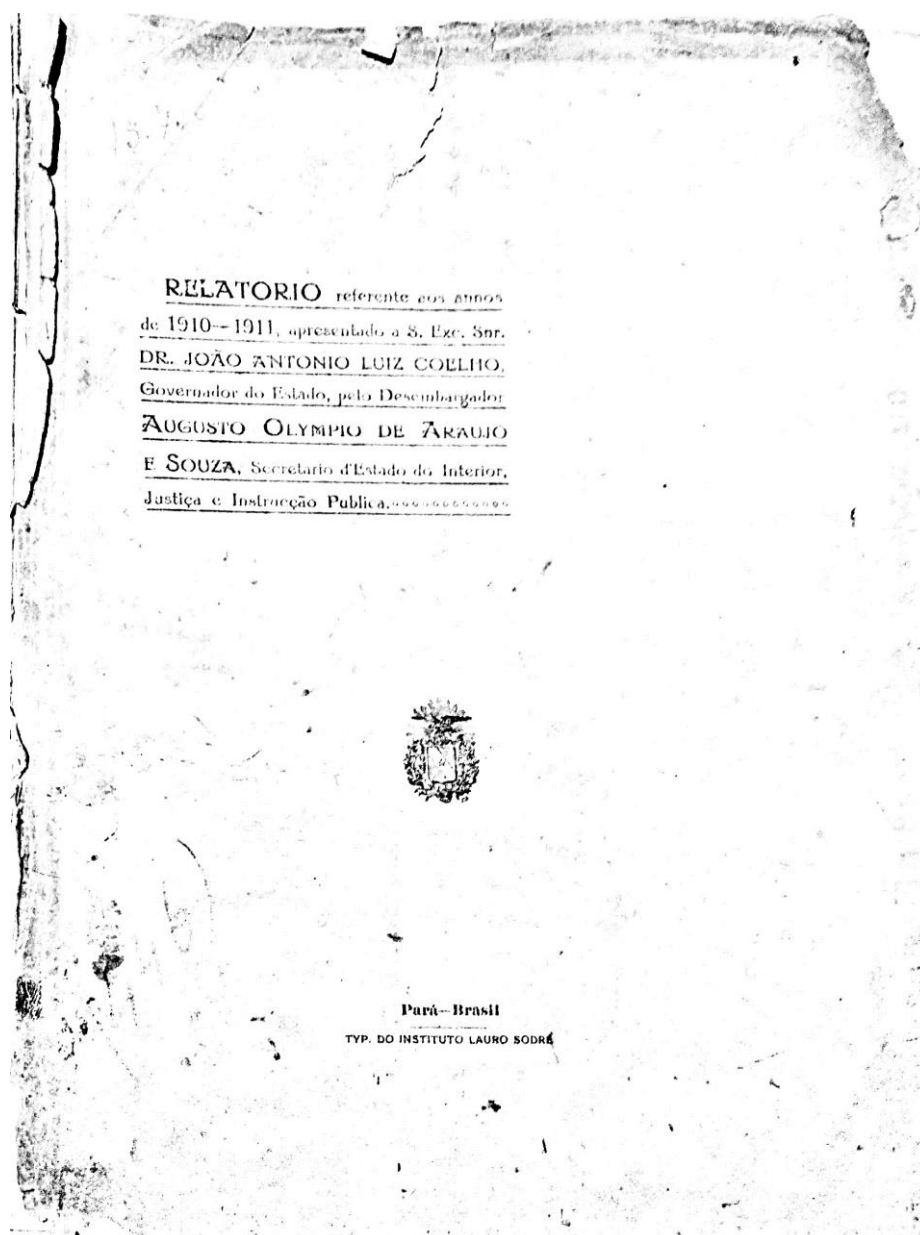 RELATORIO referente aos annos
de 1910--1911, apresentado a S. Exc. Snr.
DR. JOÃO ANTONIO LUIZ COELHO,
Governador do Estado, pelo Desembargador
AUGUSTO OLYMPIO DE ARAUJO
E SOUZA, Secretario d'Estado do Interior,
Justiça e Instrucção Publica.
Pará—Brasil
TYP. DO INSTITUTO LAURO SODRÉ